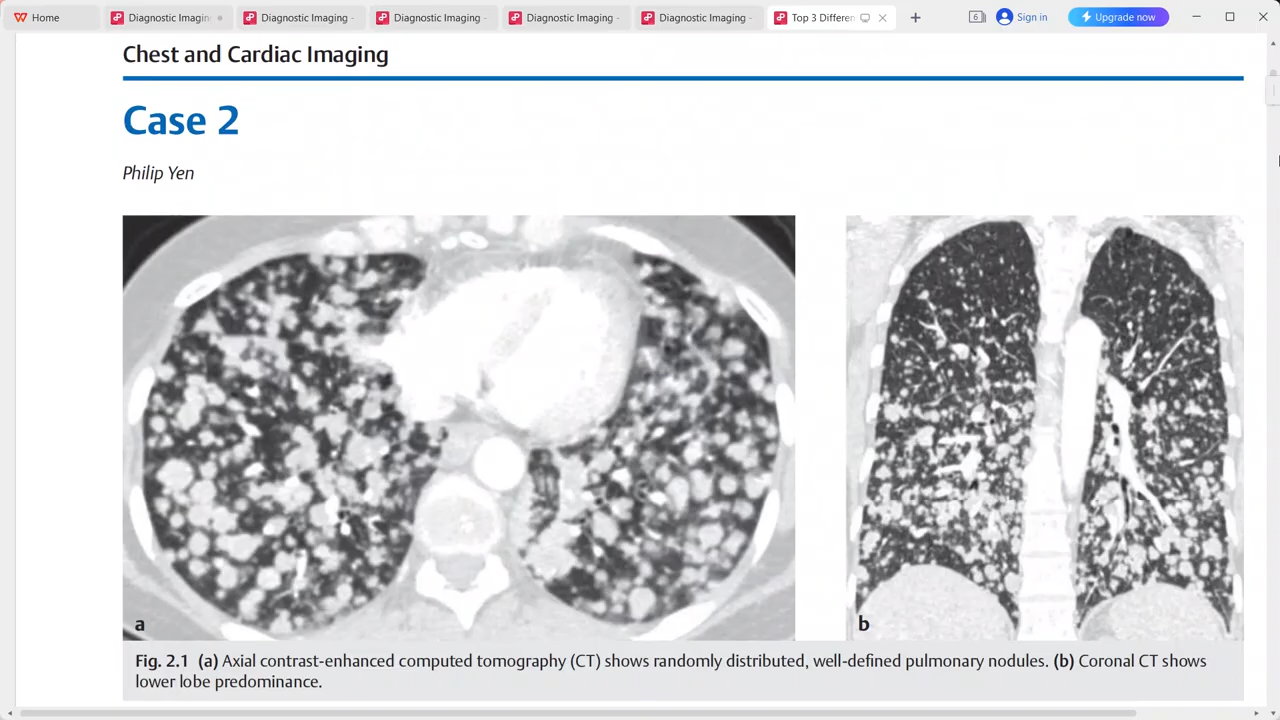 Home
Diagnostic Imagin
Diagnostic Imaging -
Diagnostic Imaging -
Diagnostic Imaging -
Diagnostic Imaging -
Top 3 Differen
6
Sign in
Upgrade now
Chest and Cardiac Imaging
Case 2
Philip Yen
a
b
Fig. 2.1 (a) Axial contrast-enhanced computed tomography (CT) shows randomly distributed, well-defined pulmonary nodules. (b) Coronal CT shows
lower lobe predominance.